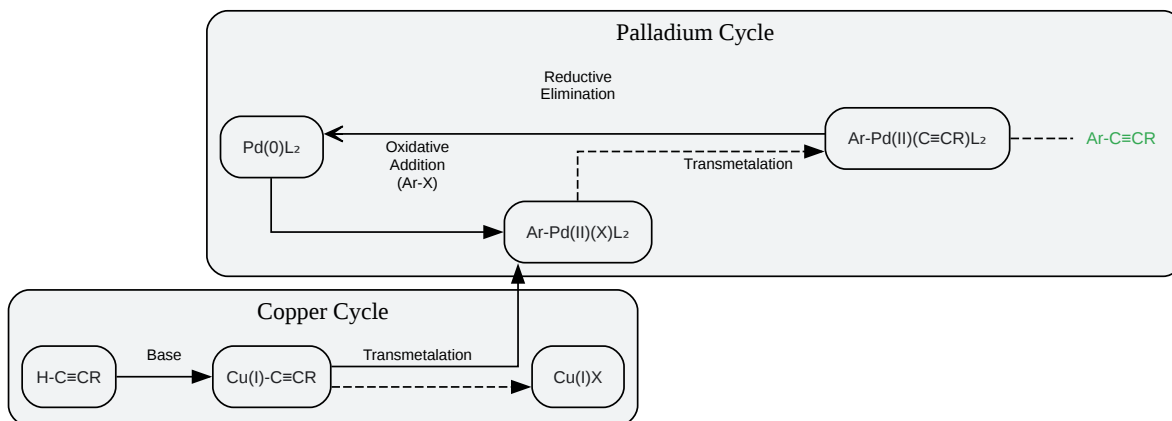 Palladium Cycle
Reductive
Elimination
Pd(0)L₂
Oxidative
Addition
(Ar-X)
Ar-Pd(II)(C≡CR)L₂
Ar-C≡CR
Transmetalation
Ar-Pd(II)(X)L₂
Copper Cycle
H-C≡CR
Base
Cu(I)-C≡CR
Transmetalation
Cu(I)X